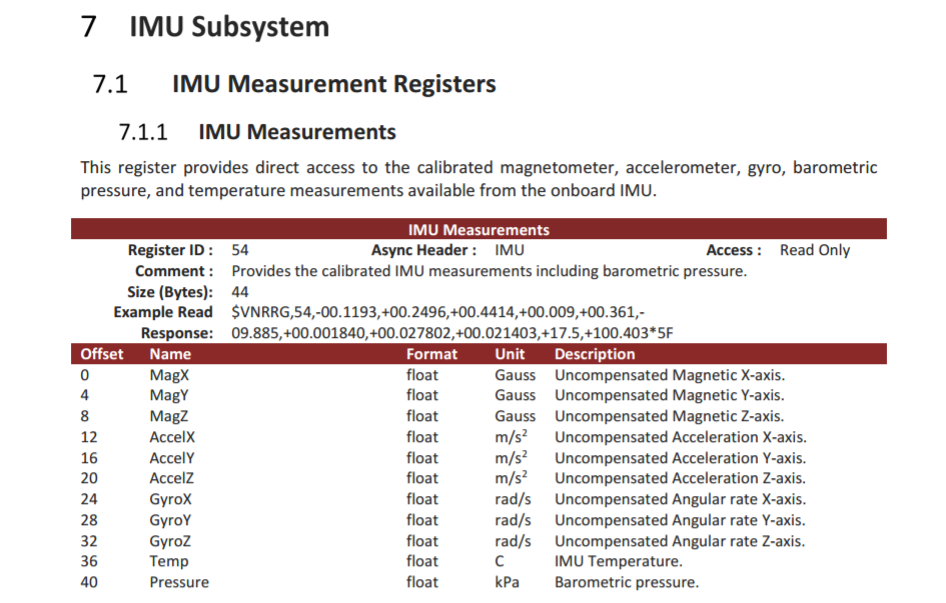 7 IMU Subsystem
7.1 IMU Measurement Registers
7.1.1 IMU Measurements
This register provides direct access to the calibrated magnetometer, accelerometer, gyro, barometric
pressure, and temperature measurements available from the onboard IMU.
IMU Measurements
Register ID : 54 Async Header : IMU Access : Read Only
Comment : Provides the calibrated IMU measurements including barometric pressure.
Size (Bytes): 44
Example Read $VNRRG,54,-00.1193,+00.2496,+00.4414,+00.009,+00.361,-
Response: 09.885,+00.001840,+00.027802,+00.021403,+17.5,+100.403*5F
Offset Name Format Unit Description
0 MagX float Gauss Uncompensated Magnetic X-axis.
4 MagY float Gauss Uncompensated Magnetic Y-axis.
8 MagZ float Gauss Uncompensated Magnetic Z-axis.
12 AccelX float m/s² Uncompensated Acceleration X-axis.
16 AccelY float m/s² Uncompensated Acceleration Y-axis.
20 AccelZ float m/s² Uncompensated Acceleration Z-axis.
24 GyroX float rad/s Uncompensated Angular rate X-axis.
28 GyroY float rad/s Uncompensated Angular rate Y-axis.
32 GyroZ float rad/s Uncompensated Angular rate Z-axis.
36 Temp float C IMU Temperature.
40 Pressure float kPa Barometric pressure.